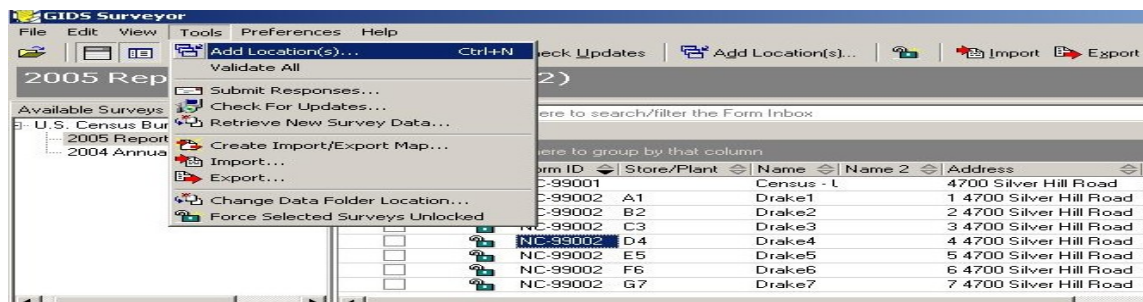 GIDS Surveyor
File Edit View Tools Preferences Help
Add Location(s)... Ctrl+N
Validate All
Submit Responses...
Check For Updates...
Retrieve New Survey Data...
Create Import/Export Map...
Import...
Export...
Change Data Folder Location...
Force Selected Surveys Unlocked
eck Updates Add Location(s)... Import Export
2005 Rep 2)
Available Surveys
U.S. Census Bur
2005 Report
2004 Annua
ere to search/filter the Form Inbox
ere to group by that column
orm ID Store/Plant Name Name 2 Address
C-99001 Census - L 4700 Silver Hill Road
C-99002 A1 Drake1 1 4700 Silver Hill Road
C-99002 B2 Drake2 2 4700 Silver Hill Road
NC-99002 C3 Drake3 3 4700 Silver Hill Road
NC-99002 D4 Drake4 4 4700 Silver Hill Road
NC-99002 E5 Drake5 5 4700 Silver Hill Road
NC-99002 F6 Drake6 6 4700 Silver Hill Road
NC-99002 G7 Drake7 7 4700 Silver Hill Road